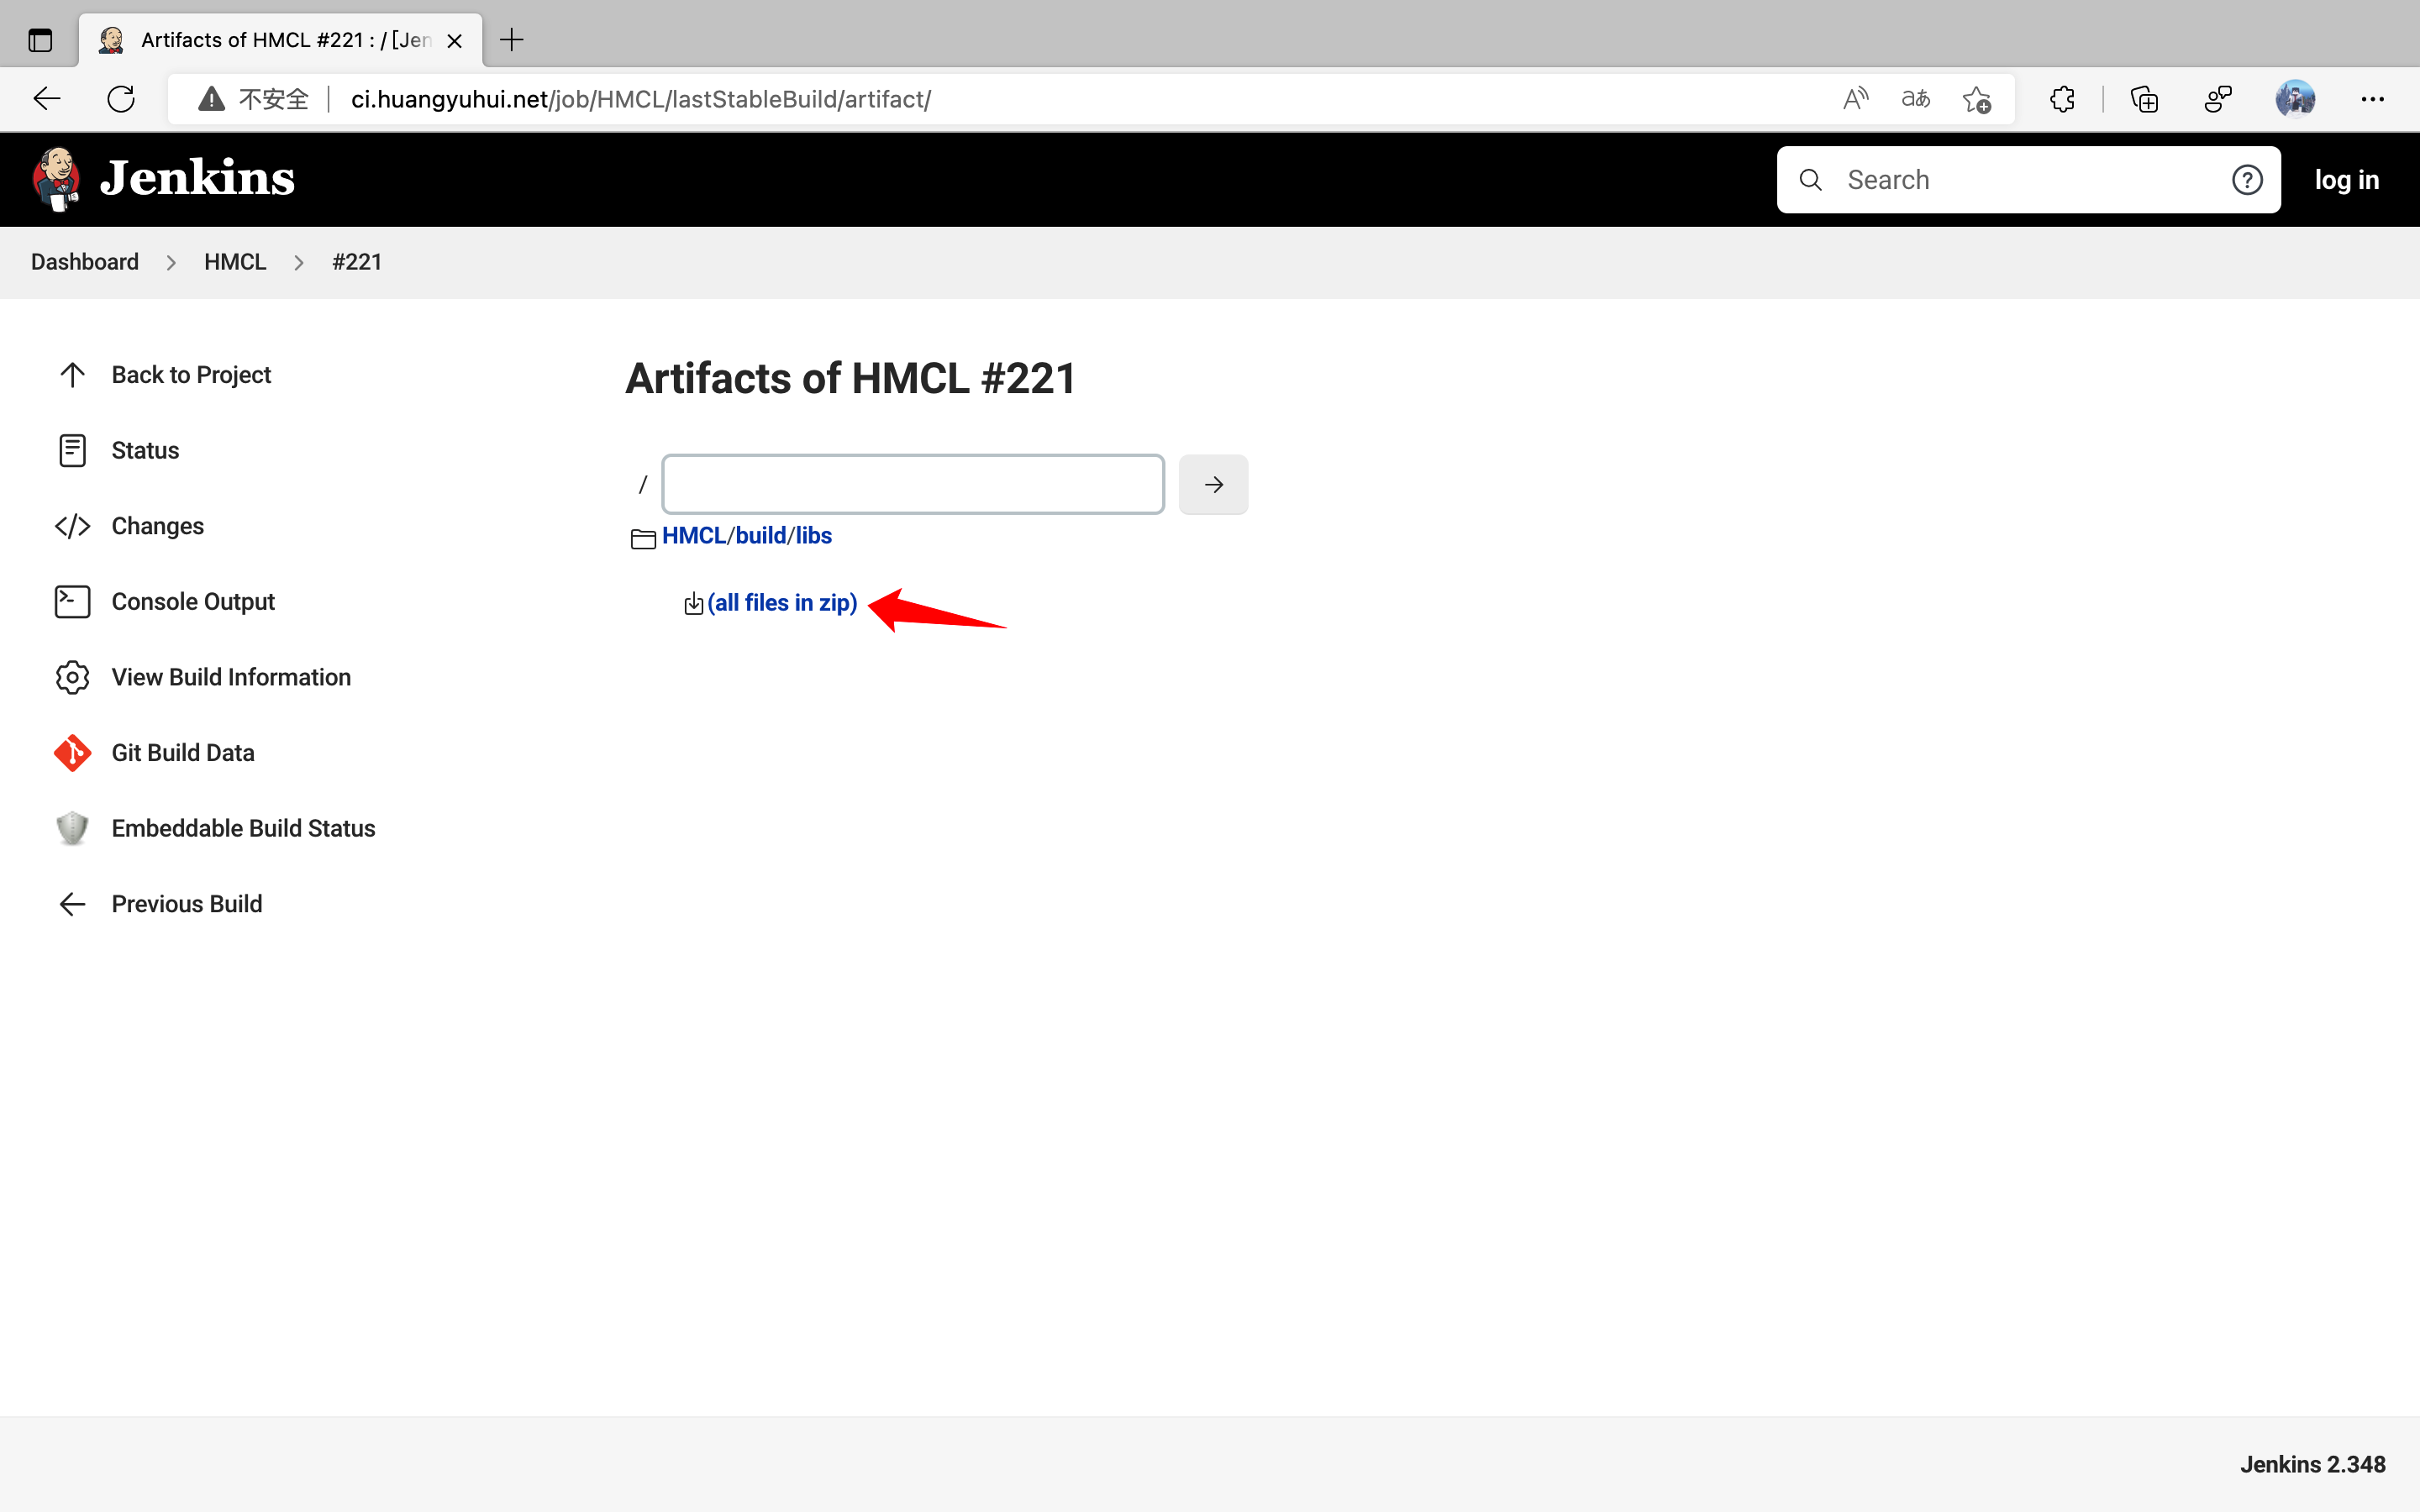 Artifacts of HMCL #221 : / [Jen
不安全
ci.huangyuhui.net/job/HMCL/lastStableBuild/artifact/
aあ
Jenkins
Search
log in
Dashboard
HMCL
#221
Back to Project
Status
Changes
Console Output
View Build Information
Git Build Data
Embeddable Build Status
Previous Build
Artifacts of HMCL #221
/
HMCL/build/libs
(all files in zip)
Jenkins 2.348